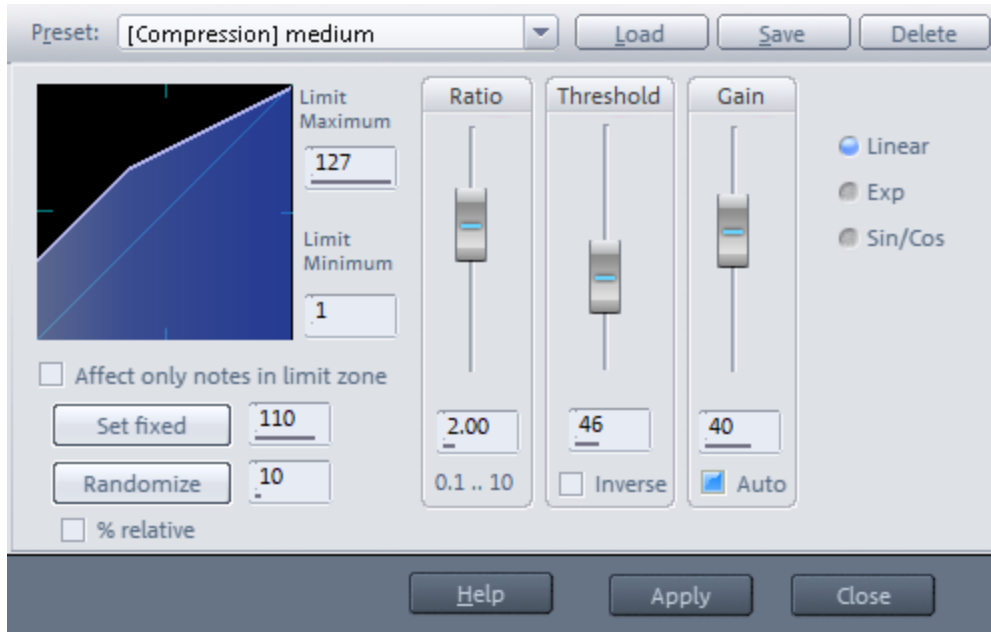 Preset: [Compression] medium Load Save Delete
Limit Maximum
127
Limit Minimum
1
Ratio Threshold Gain
Linear
Exp
Sin/Cos
Affect only notes in limit zone
Set fixed 110
Randomize 10
% relative
2.00 46 40
0.1 .. 10 Inverse Auto
Help Apply Close